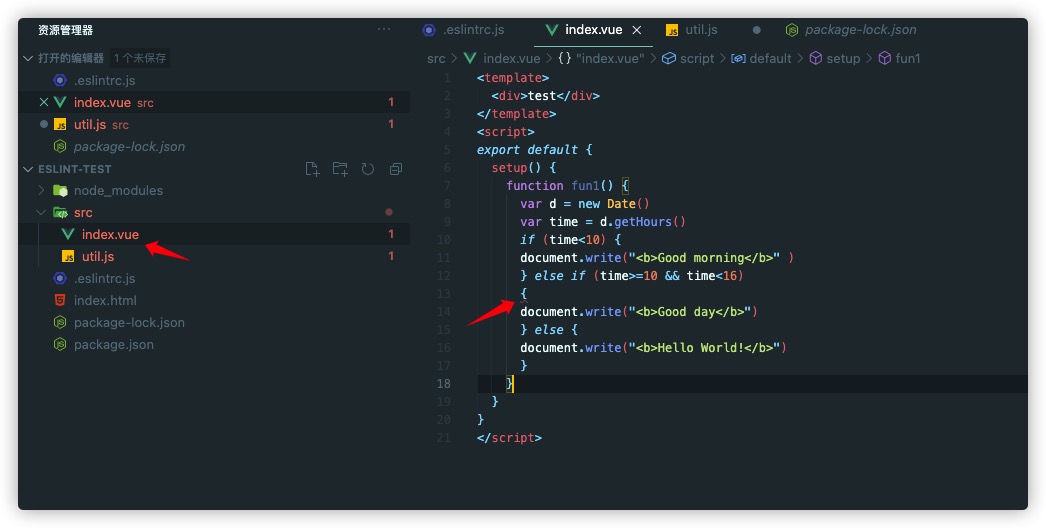 资源管理器
···
打开的编辑器 1 个未保存
.eslintrc.js
index.vue src 1
JS util.js src 1
package-lock.json
ESLINT-TEST
node_modules
src
index.vue 1
JS util.js 1
.eslintrc.js
index.html
package-lock.json
package.json
.eslintrc.js index.vue JS util.js package-lock.json
src > index.vue > {} "index.vue" > script > default > setup > fun1
1 <template>
2 <div>test</div>
3 </template>
4 <script>
5 export default {
6 setup() {
7 function fun1() {
8 var d = new Date()
9 var time = d.getHours()
10 if (time<10) {
11 document.write("<b>Good morning</b>" )
12 } else if (time>=10 && time<16)
13 {
14 document.write("<b>Good day</b>")
15 } else {
16 document.write("<b>Hello World!</b>")
17 }
18 }
19 }
20 }
21 </script>